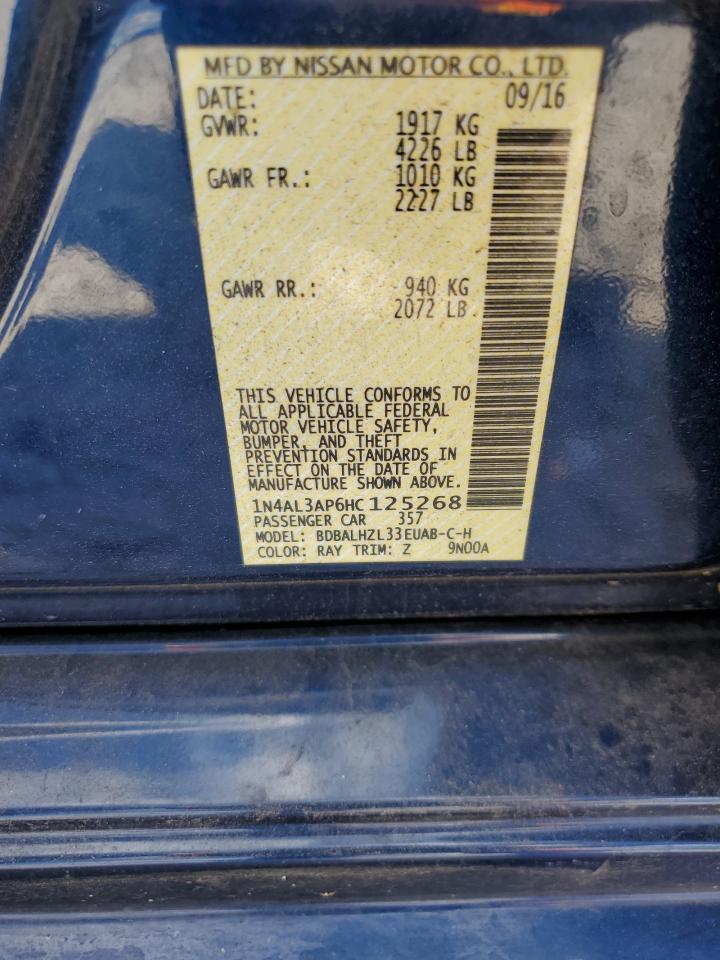 MFD BY NISSAN MOTOR CO., LTD.
DATE: 09/16
GVWR: 1917 KG
4226 LB
GAWR FR.: 1010 KG
2227 LB
GAWR RR.: 940 KG
2072 LB
THIS VEHICLE CONFORMS TO
ALL APPLICABLE FEDERAL
MOTOR VEHICLE SAFETY,
BUMPER, AND THEFT
PREVENTION STANDARDS IN
EFFECT ON THE DATE OF
MANUFACTURE SHOWN ABOVE.
1N4AL3AP6HC125268
PASSENGER CAR 357
MODEL: BDBALHZL33EUAB-C-H
COLOR: RAY TRIM: Z 9N00A